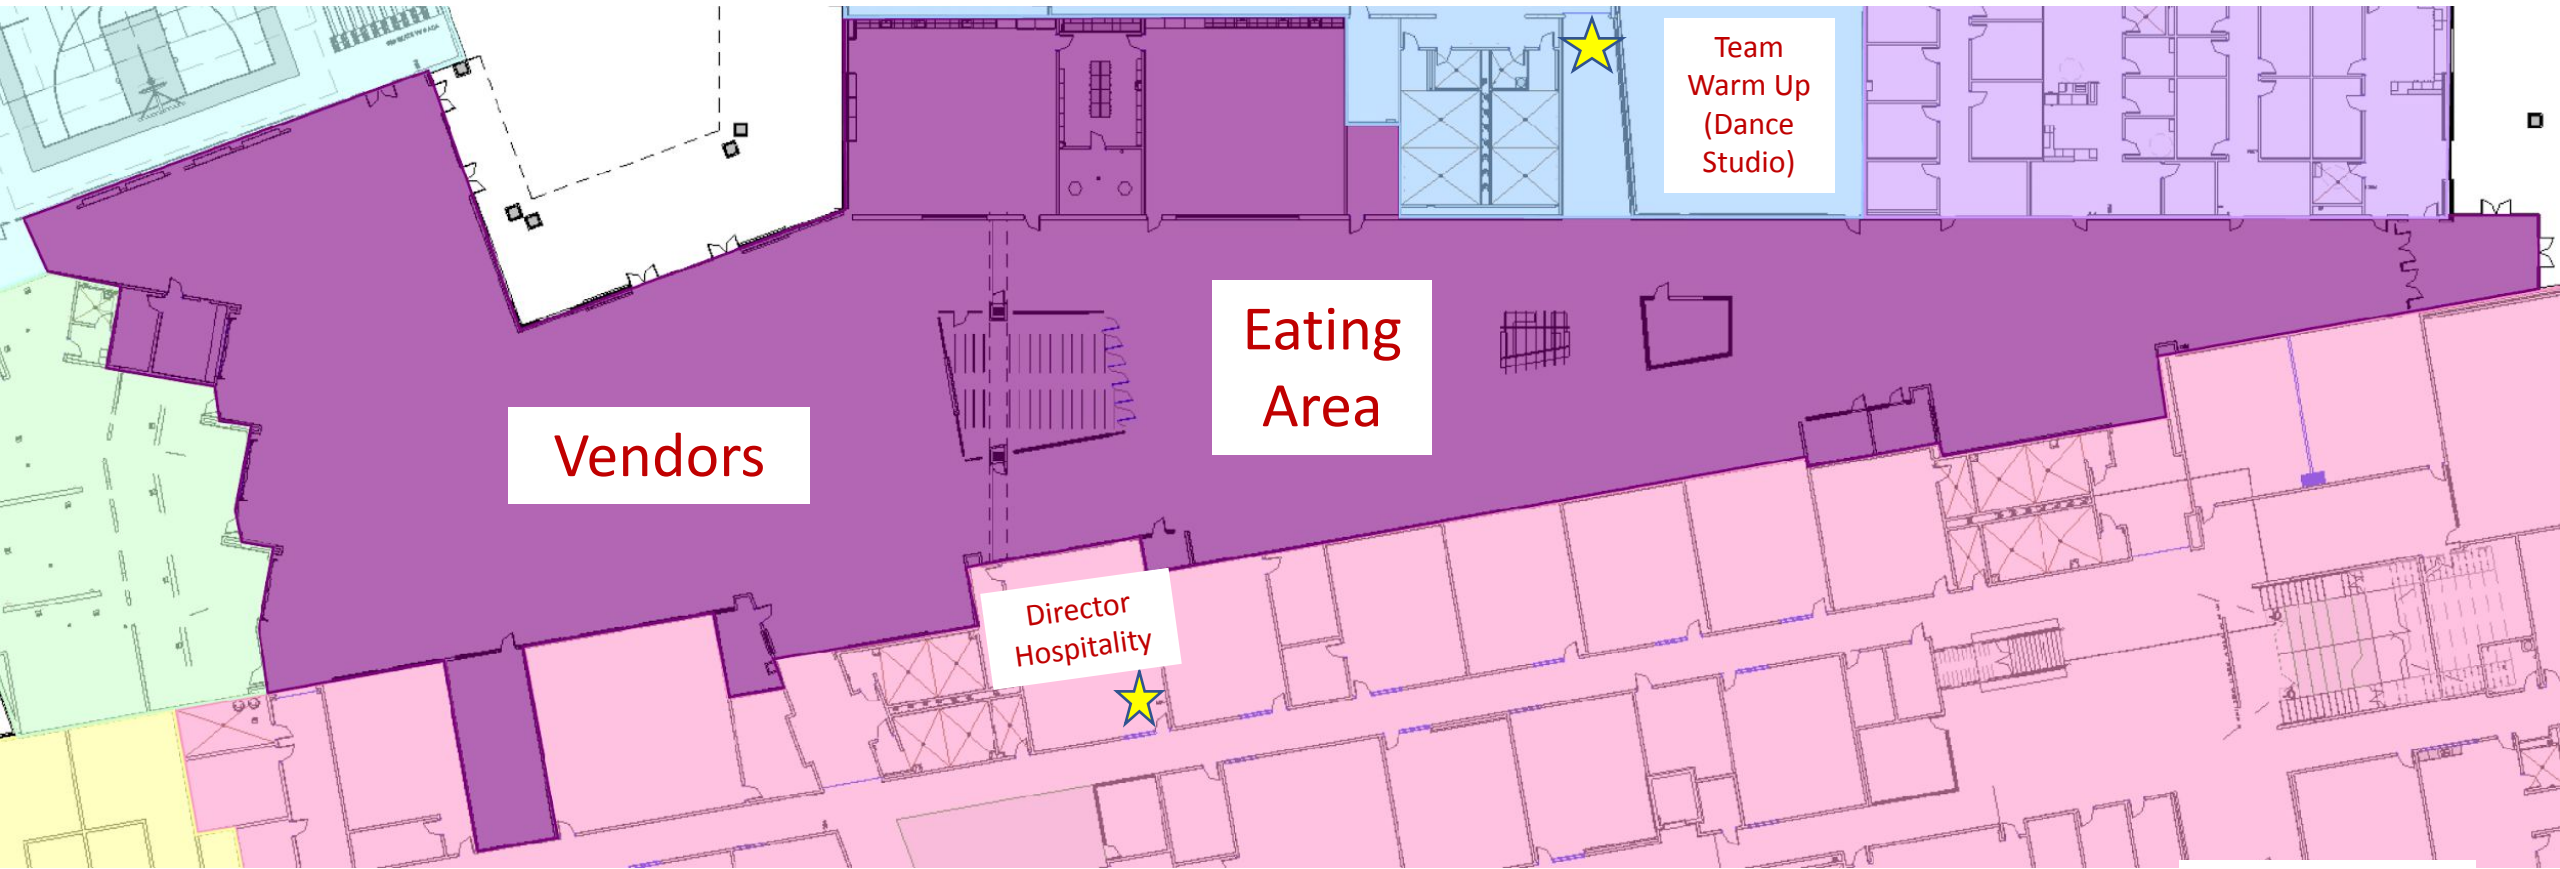 Team
Warm Up
(Dance
Studio)
Eating
Area
Vendors
Director
Hospitality